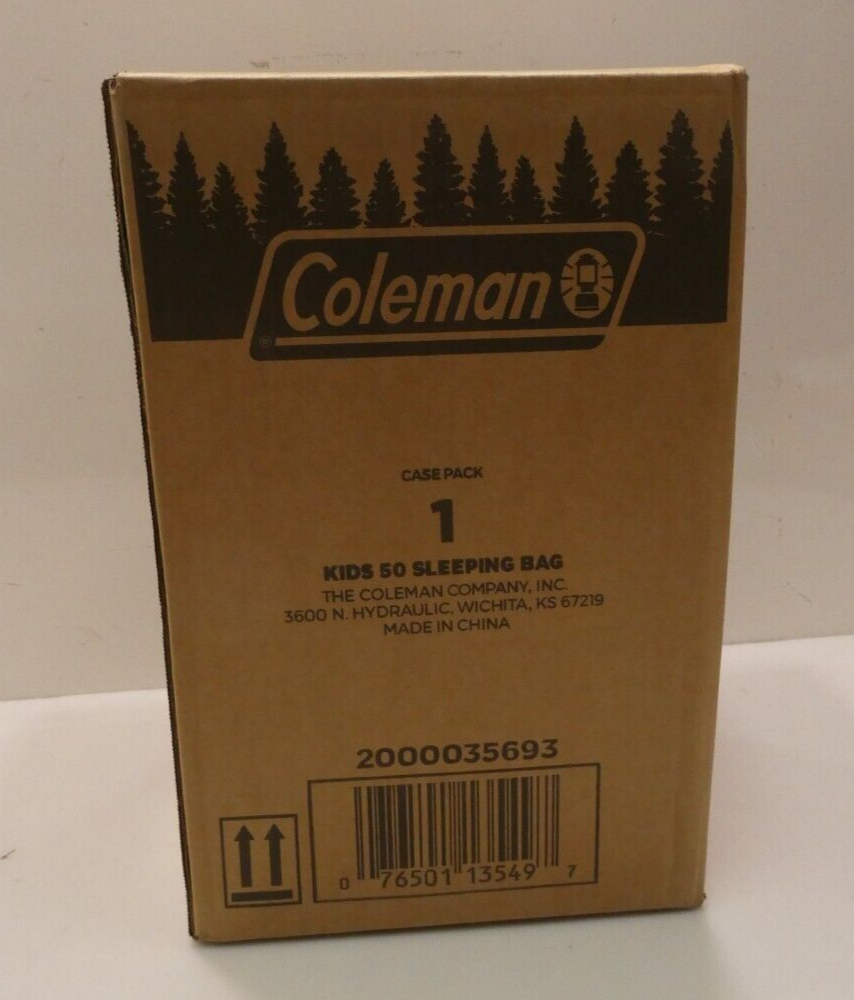 Coleman
®
CASE PACK
1
KIDS 50 SLEEPING BAG
THE COLEMAN COMPANY, INC.
3600 N. HYDRAULIC, WICHITA, KS 67219
MADE IN CHINA
2000035693
0 76501 13549 7